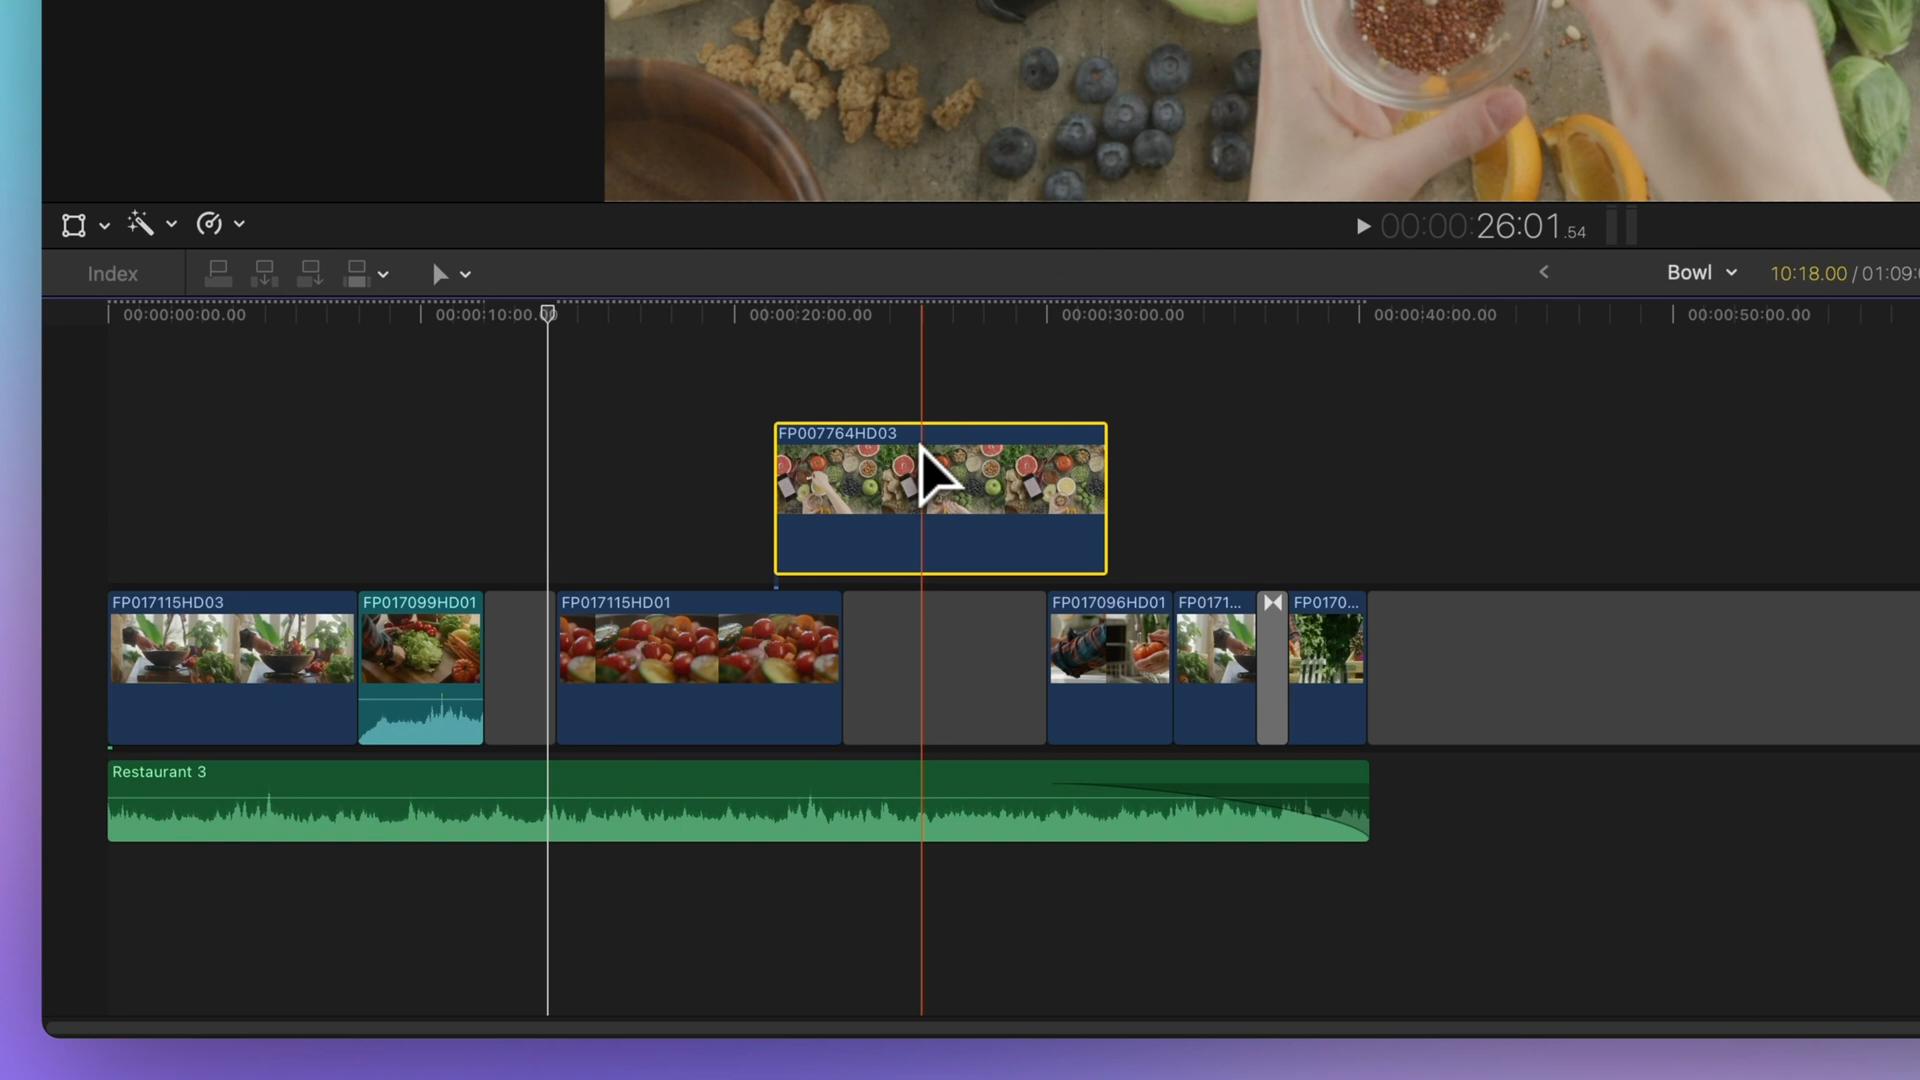 00:00:26:01.54
Index
Bowl
10:18.00 / 01:09:
00:00:00:00.00
00:00:10:00.00
00:00:20:00.00
00:00:30:00.00
00:00:40:00.00
00:00:50:00.00
FP007764HD03
FP017115HD03
FP017099HD01
FP017115HD01
FP017096HD01
FP0171...
FP0170...
Restaurant 3